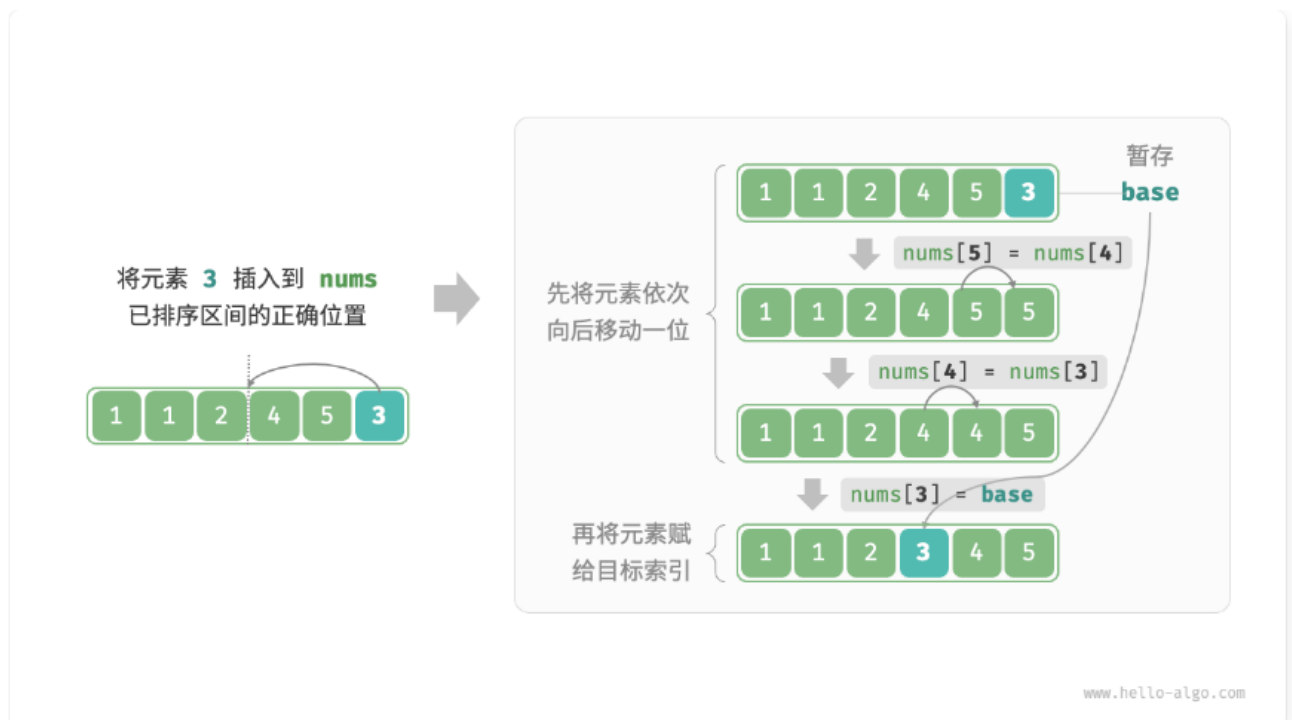 将元素 3 插入到 nums
已排序区间的正确位置
1 1 2 4 5 3
暂存
base
1 1 2 4 5 3
nums[5] = nums[4]
先将元素依次
向后移动一位
1 1 2 4 5 5
nums[4] = nums[3]
1 1 2 4 4 5
nums[3] = base
再将元素赋
给目标索引
1 1 2 3 4 5
www.hello-algo.com